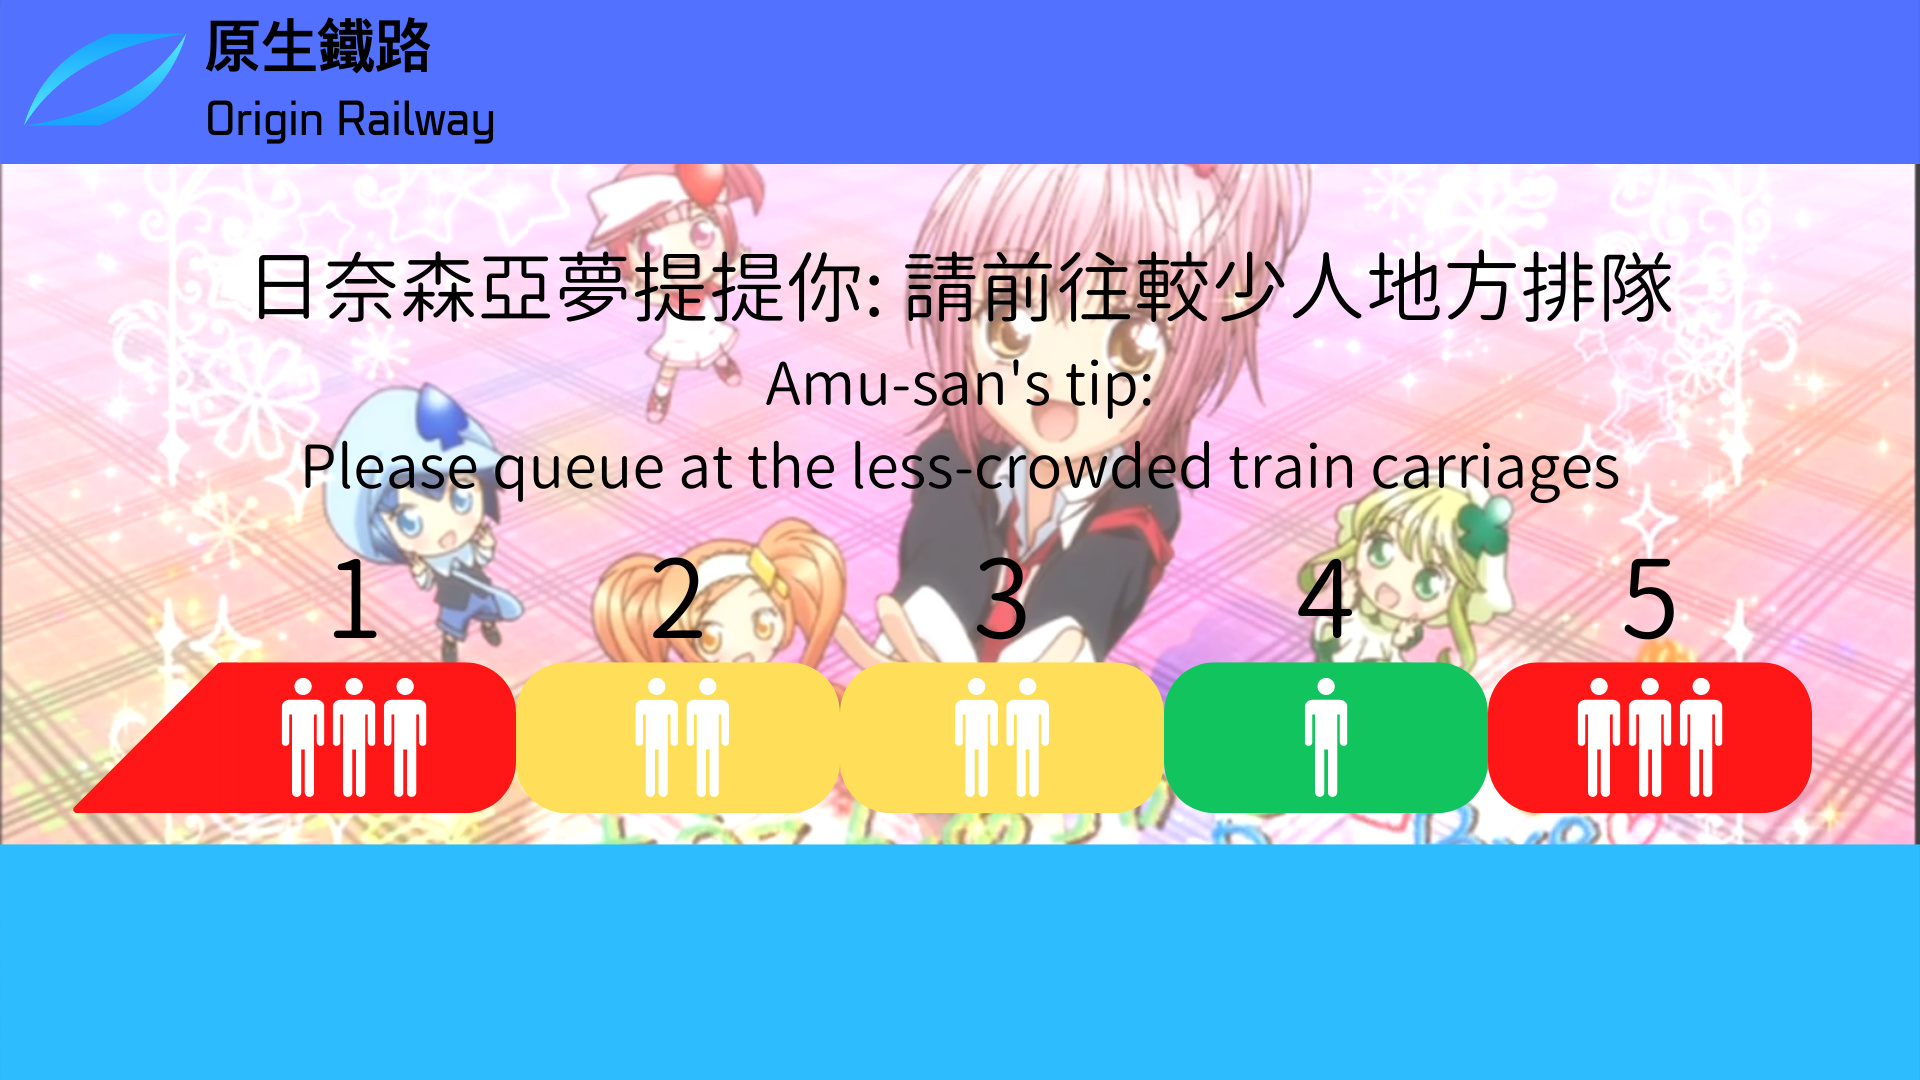 原生鐵路
Origin Railway
日奈森亞夢提提你: 請前往較少人地方排隊
Amu-san's tip:
Please queue at the less-crowded train carriages
1 2 3 4 5